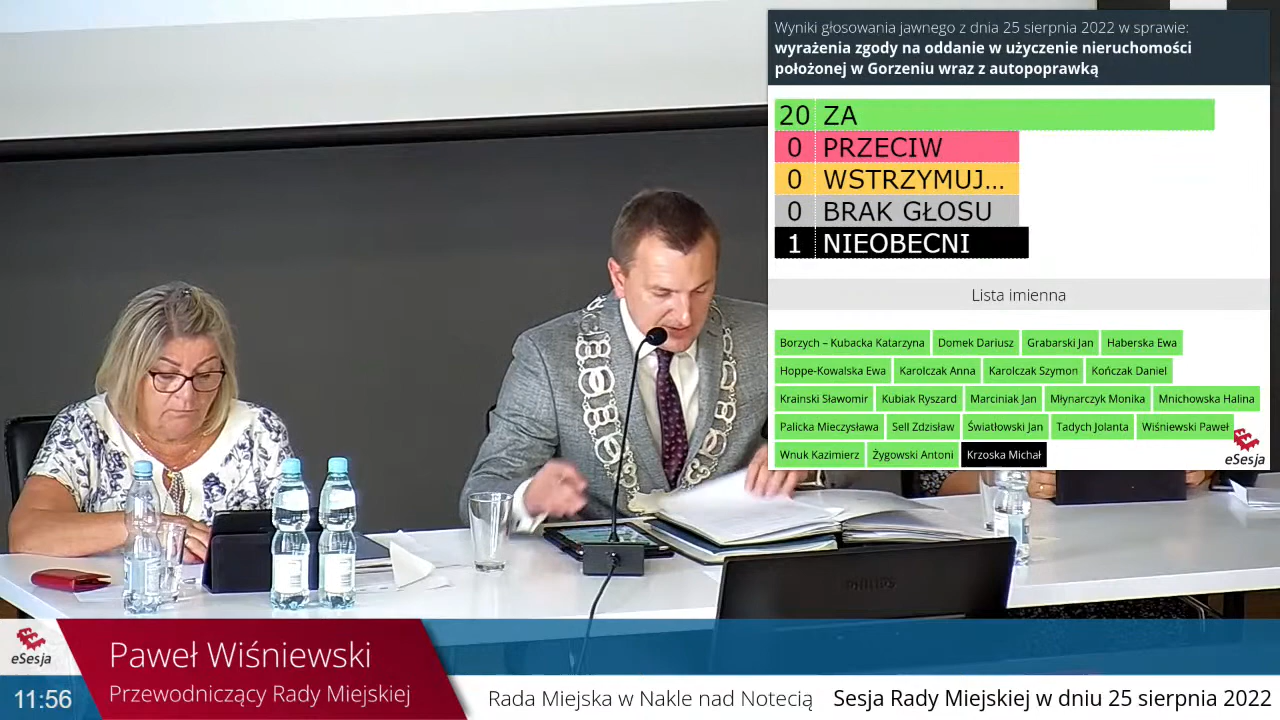 Wyniki głosowania jawnego z dnia 25 sierpnia 2022 w sprawie:
wyrażenia zgody na oddanie w użyczenie nieruchomości
położonej w Gorzeniu wraz z autopoprawką
20 ZA
0 PRZECIW
0 WSTRZYMUJ...
0 BRAK GŁOSU
1 NIEOBECNI
Lista imienna
Borzych – Kubacka Katarzyna Domek Dariusz Grabarski Jan Haberska Ewa
Hoppe-Kowalska Ewa Karolczak Anna Karolczak Szymon Kończak Daniel
Krainski Sławomir Kubiak Ryszard Marciniak Jan Młynarczyk Monika Mnichowska Halina
Palicka Mieczysława Sell Zdzisław Światłowski Jan Tadych Jolanta Wiśniewski Paweł
Wnuk Kazimierz Żygowski Antoni Krzoska Michał
eSesja
PHILIPS
eSesja
Paweł Wiśniewski
Przewodniczący Rady Miejskiej
11:56
Rada Miejska w Nakle nad Notecią Sesja Rady Miejskiej w dniu 25 sierpnia 2022